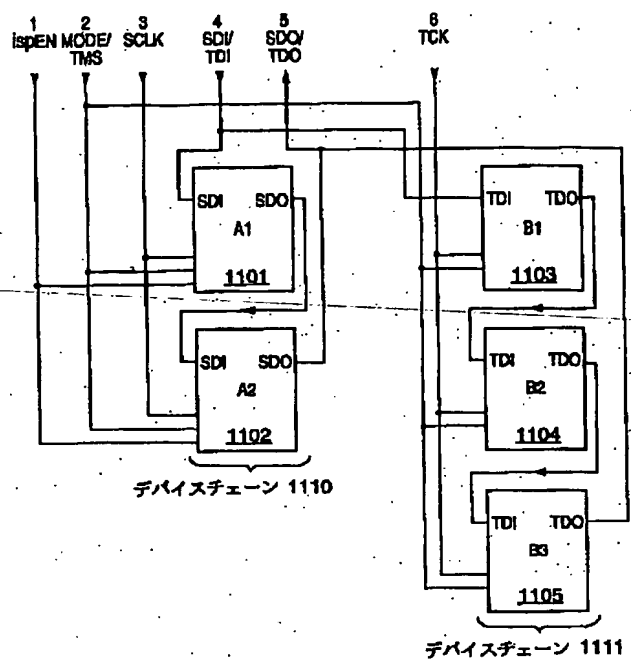 1 2 3 4 5 6
ispEN MODE/ SCLK SDI/ SDO/ TCK
TMS TDI TDO
SDI SDO
A1
1101
TDI TDO
B1
1103
SDI SDO
A2
1102
TDI TDO
B2
1104
デバイスチェーン 1110
TDI TDO
B3
1105
デバイスチェーン 1111